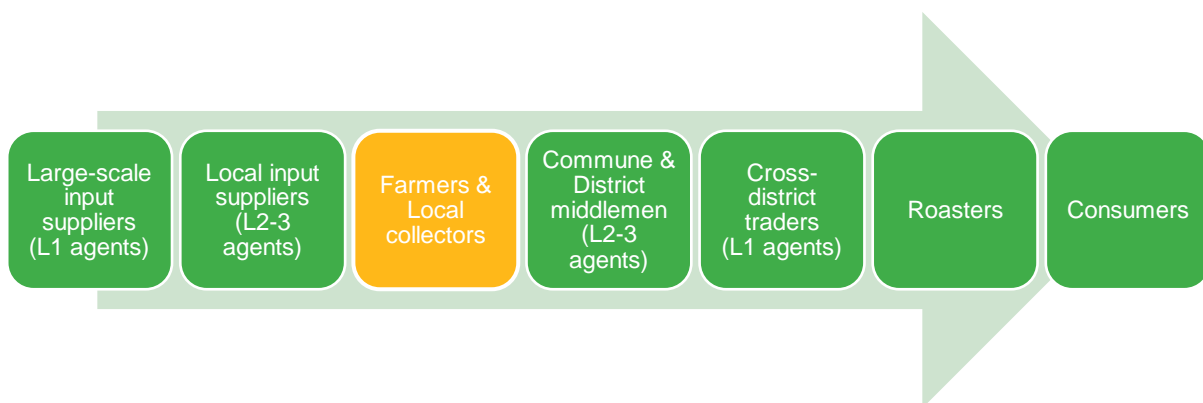 Large-scale
input
suppliers
(L1 agents)
Local input
suppliers
(L2-3
agents)
Farmers &
Local
collectors
Commune &
District
middlemen
(L2-3
agents)
Cross-
district
traders
(L1 agents)
Roasters
Consumers